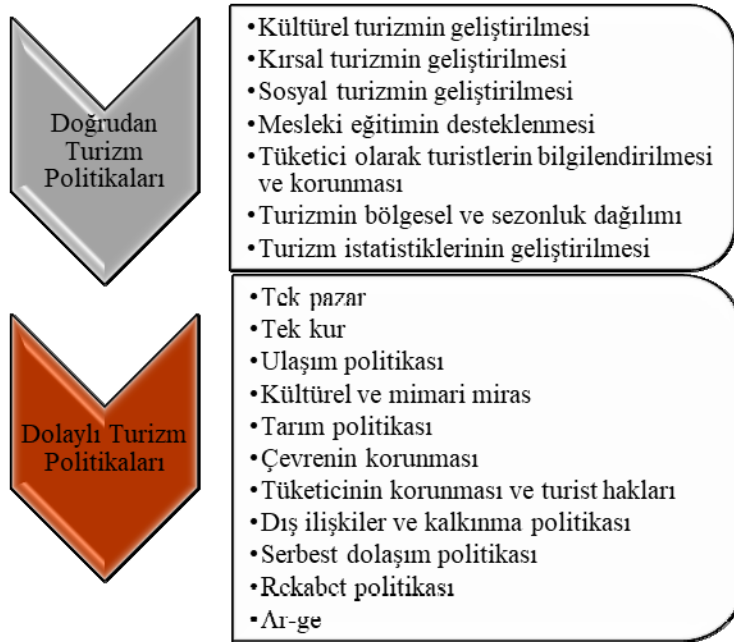 Doğrudan
Turizm
Politikaları
•Kültürel turizmin geliştirilmesi
•Kırsal turizmin geliştirilmesi
•Sosyal turizmin geliştirilmesi
•Mesleki eğitimin desteklenmesi
•Tüketici olarak turistlerin bilgilendirilmesi
ve korunması
•Turizmin bölgesel ve sezonluk dağılımı
•Turizm istatistiklerinin geliştirilmesi
Dolaylı Turizm
Politikaları
•Tek pazar
•Tek kur
•Ulaşım politikası
•Kültürel ve mimari miras
•Tarım politikası
•Çevrenin korunması
•Tüketicinin korunması ve turist hakları
•Dış ilişkiler ve kalkınma politikası
•Serbest dolaşım politikası
•Rekabet politikası
•Ar-ge